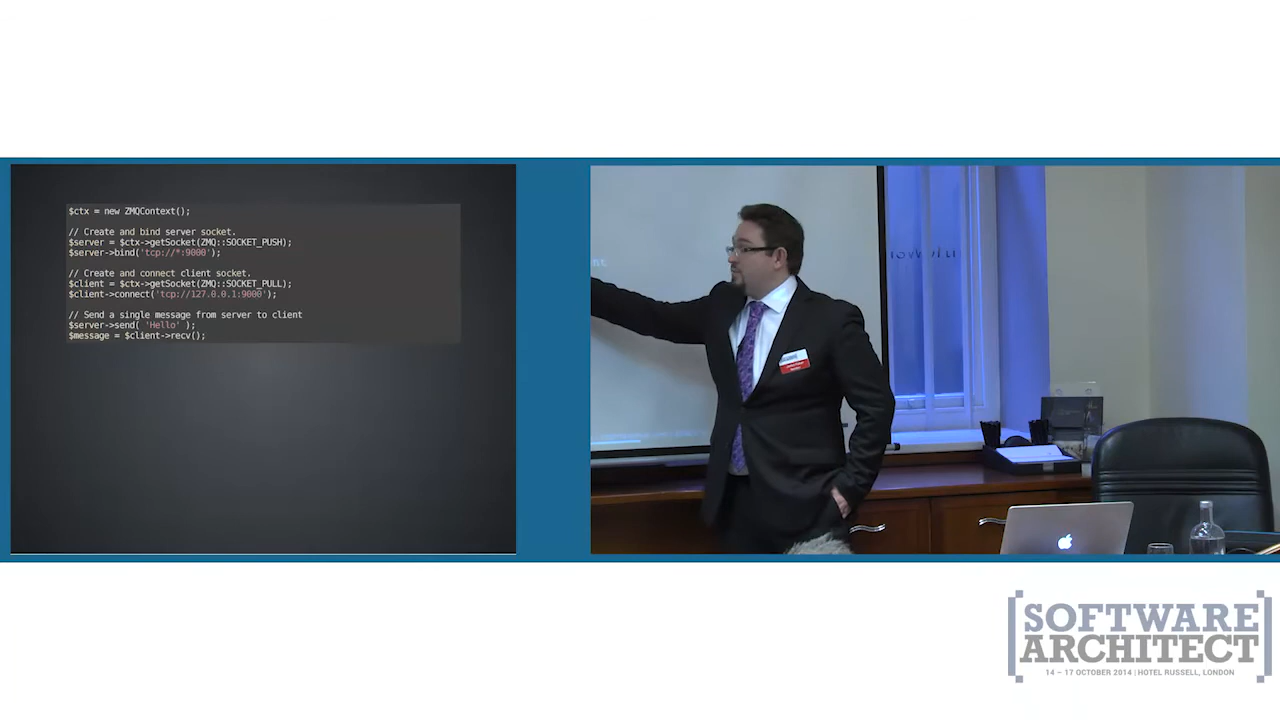 $ctx = new ZMQContext();
// Create and bind server socket.
$server = $ctx->getSocket(ZMQ::SOCKET_PUSH);
$server->bind('tcp://*:9000');
// Create and connect client socket.
$client = $ctx->getSocket(ZMQ::SOCKET_PULL);
$client->connect('tcp://127.0.0.1:9000');
// Send a single message from server to client
$server->send( 'Hello' );
$message = $client->recv();
[SOFTWARE
ARCHITECT]
14 – 17 OCTOBER 2014 | HOTEL RUSSELL, LONDON